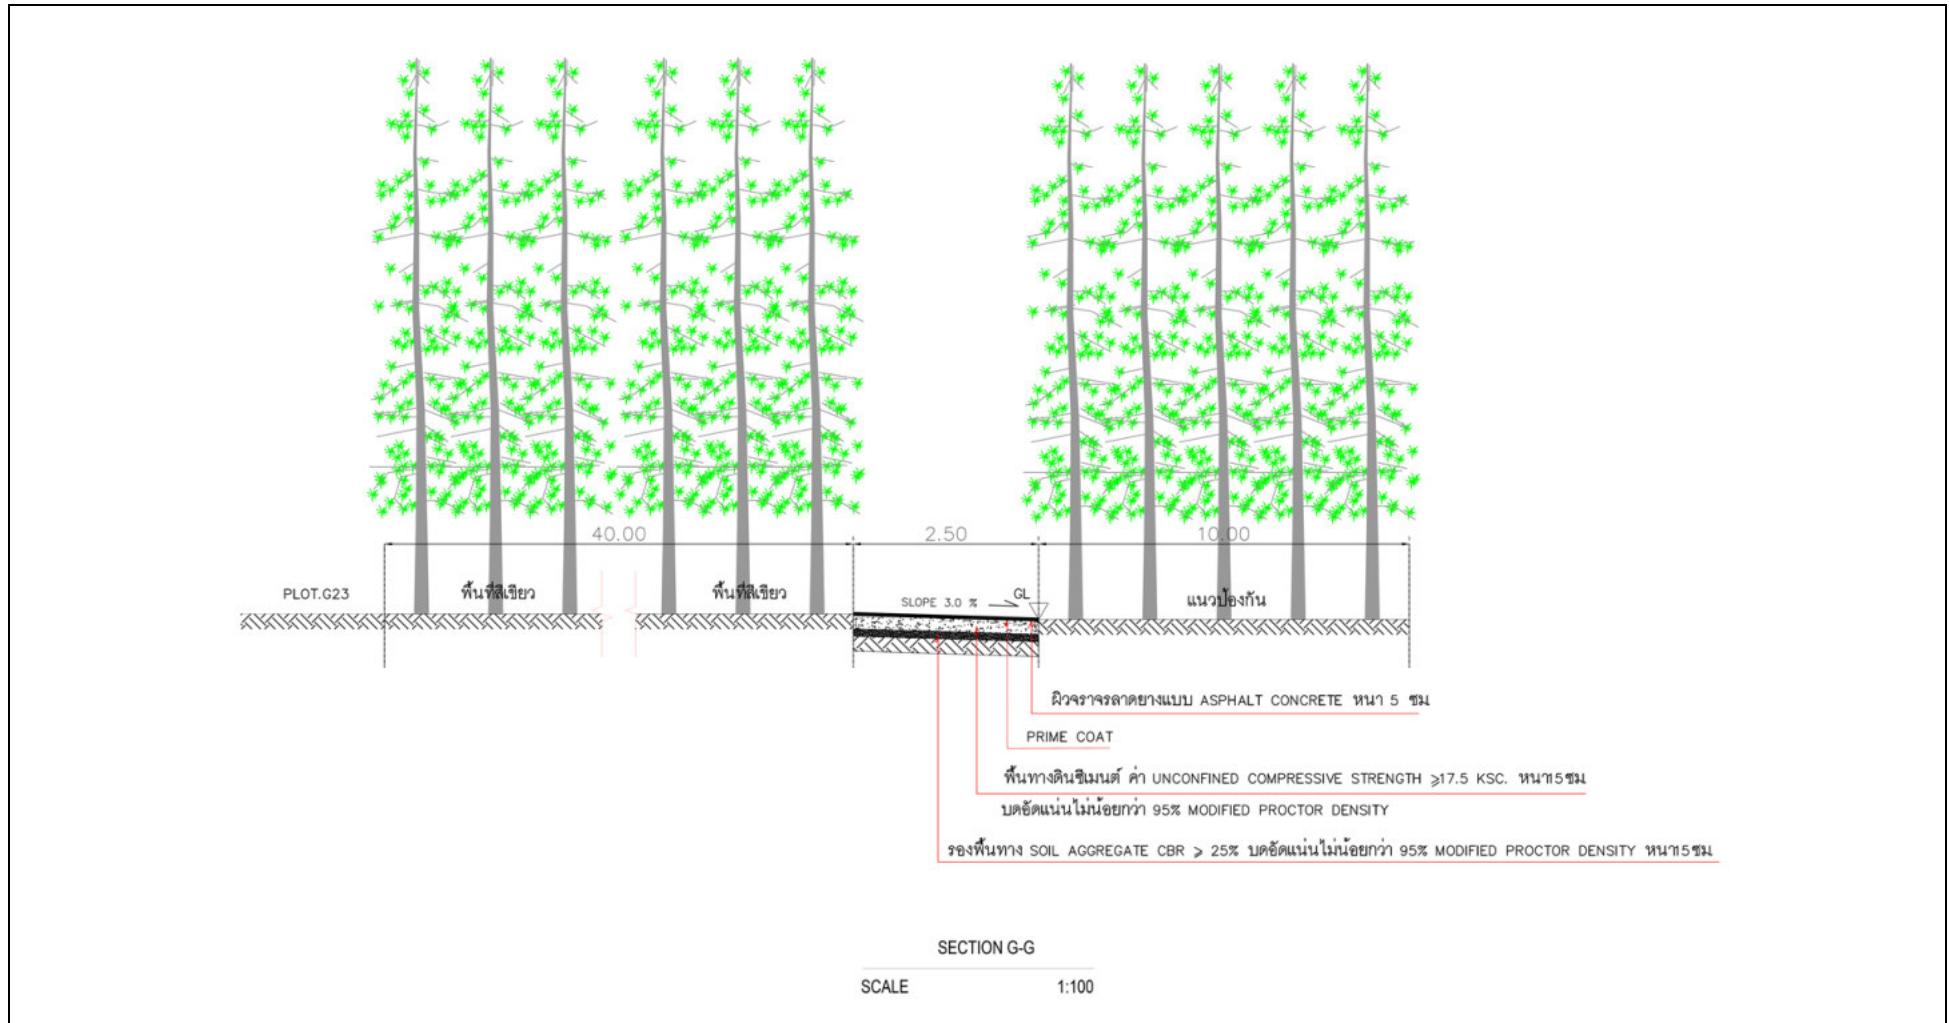 40.00 2.50 10.00
PLOT.G23 พื้นที่สีเขียว พื้นที่สีเขียว SLOPE 3.0 % GL แนวป้องกัน
ผิวจราจรลาดยางแบบ ASPHALT CONCRETE หนา 5 ซม.
PRIME COAT
พื้นทางดินซีเมนต์ ค่า UNCONFINED COMPRESSIVE STRENGTH ⩾17.5 KSC. หนา15ซม.
บดอัดแน่นไม่น้อยกว่า 95% MODIFIED PROCTOR DENSITY
รองพื้นทาง SOIL AGGREGATE CBR ⩾ 25% บดอัดแน่นไม่น้อยกว่า 95% MODIFIED PROCTOR DENSITY หนา15ซม.
SECTION G-G
SCALE 1:100